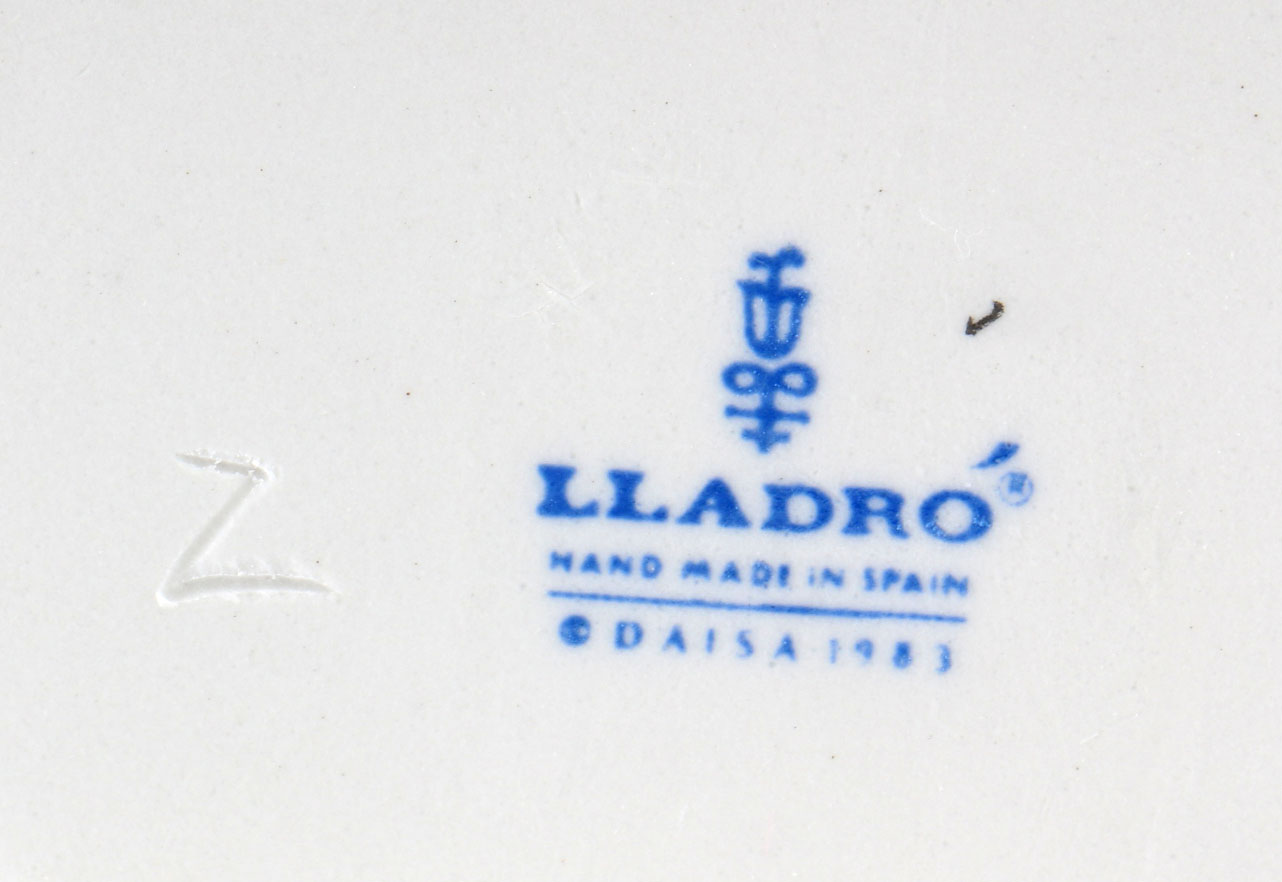 Z
LLADRÓ®
HAND MADE IN SPAIN
© DAISA 1983